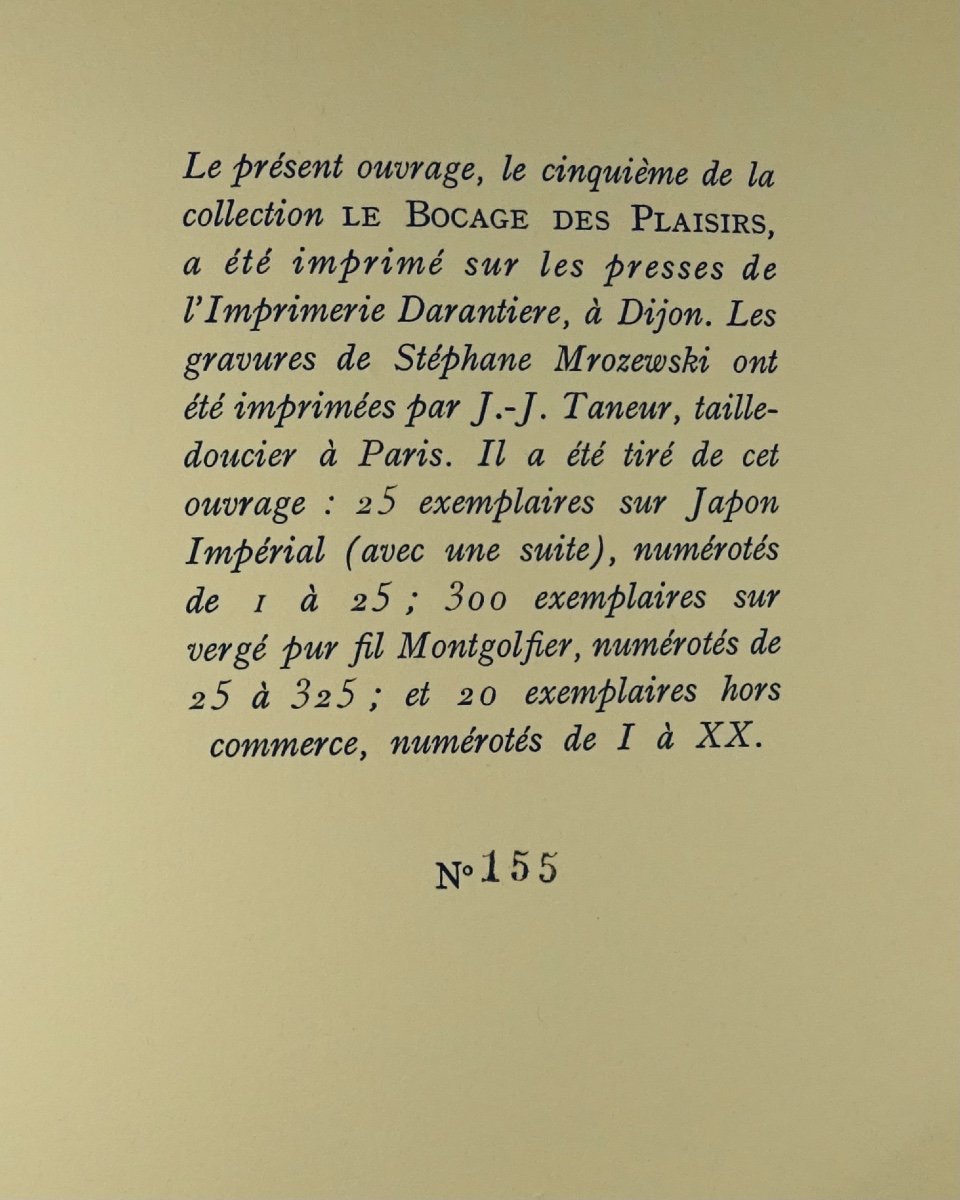 Le présent ouvrage, le cinquième de la
collection LE BOCAGE DES PLAISIRS,
a été imprimé sur les presses de
l'Imprimerie Darantiere, à Dijon. Les
gravures de Stéphane Mrozewski ont
été imprimées par J.-J. Taneur, taille-
doucier à Paris. Il a été tiré de cet
ouvrage : 25 exemplaires sur Japon
Impérial (avec une suite), numérotés
de 1 à 25 ; 300 exemplaires sur
vergé pur fil Montgolfier, numérotés de
25 à 325 ; et 20 exemplaires hors
commerce, numérotés de I à XX.
Nº 155